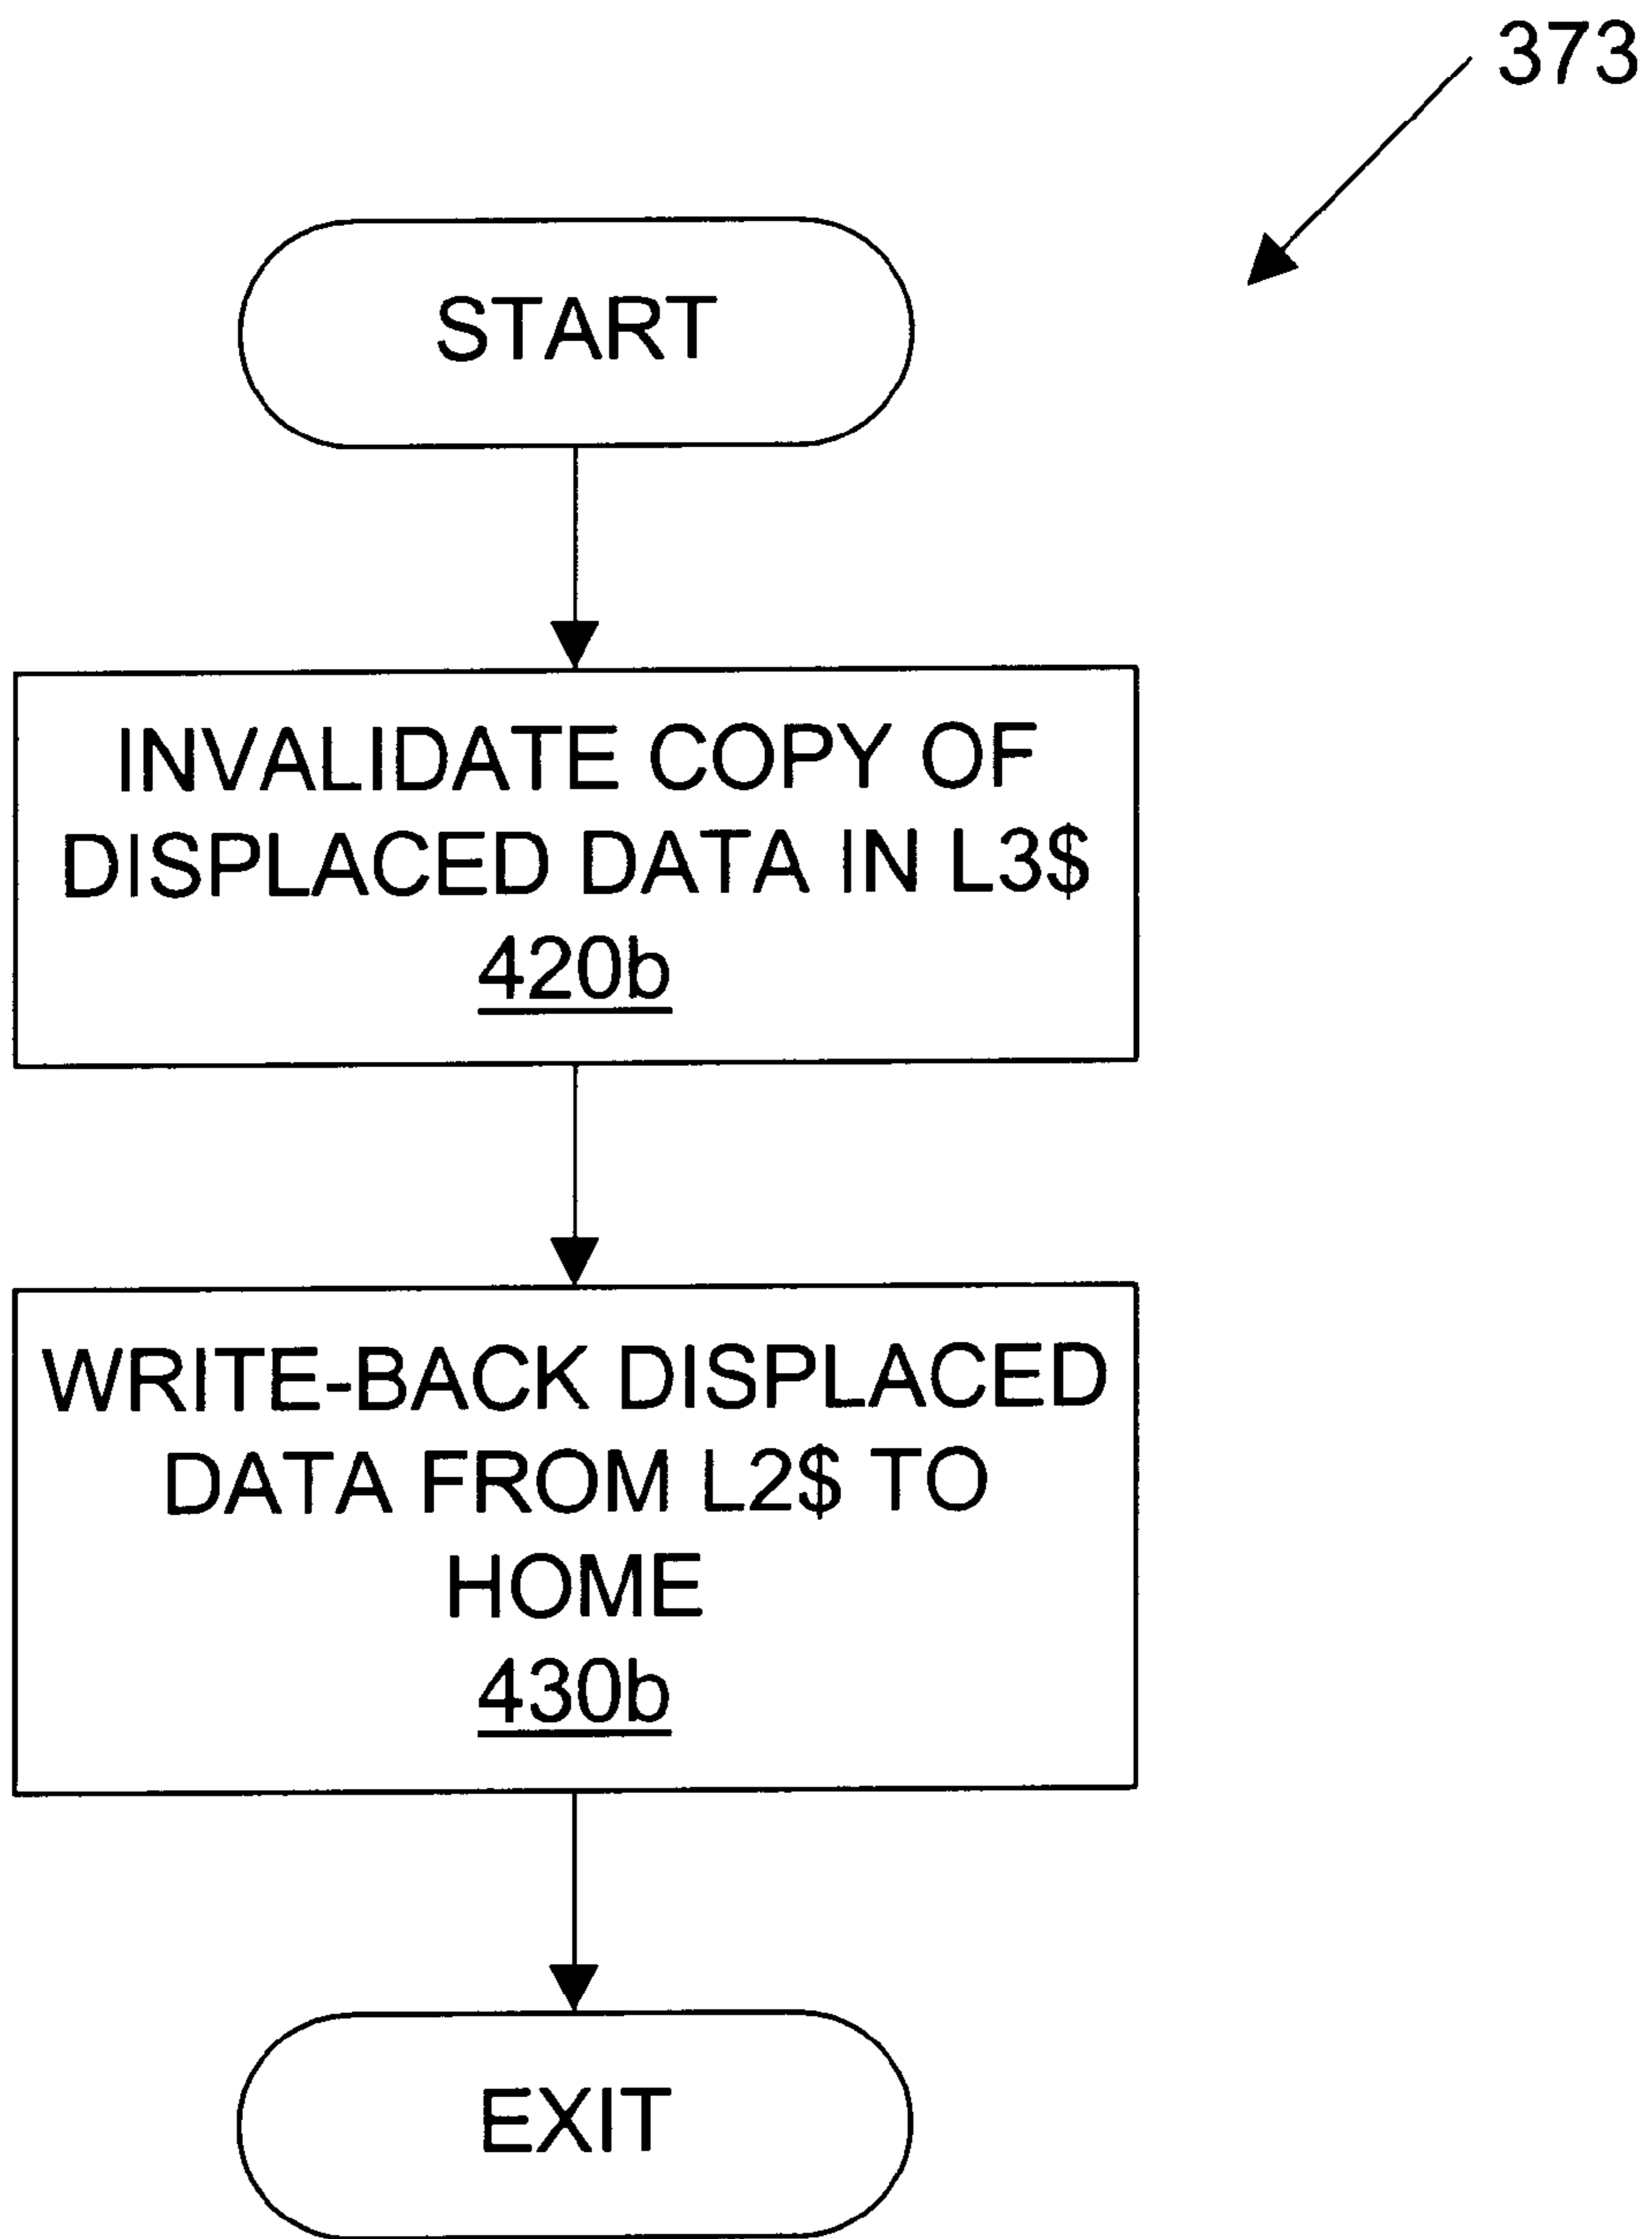 373
START
INVALIDATE COPY OF
DISPLACED DATA IN L3$
420b
WRITE-BACK DISPLACED
DATA FROM L2$ TO
HOME
430b
EXIT